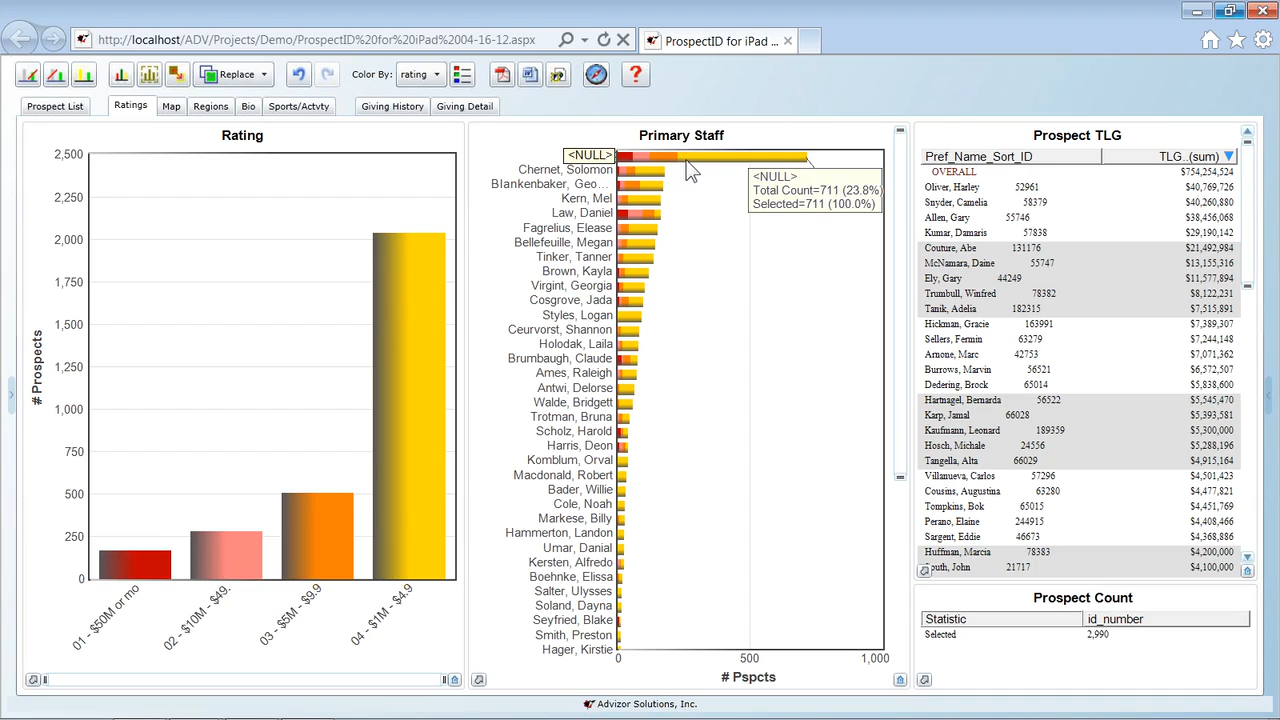 http://localhost/ADV/Projects/Demo/ProspectID%20for%20iPad%2004-16-12.aspx
ProspectID for iPad ...
Replace
Color By: rating
Prospect List
Ratings
Map
Regions
Bio
Sports/Actvty
Giving History
Giving Detail
Rating
2,500
2,000
1,750
1,500
1,250
1,000
750
500
250
0
# Prospects
01 - $50M or mo
02 - $10M - $49.
03 - $5M - $9.9
04 - $1M - $4.9
Primary Staff
<NULL>
Chernet, Solomon
Blankenbaker, Geo...
Kern, Mel
Law, Daniel
Fagrelius, Elease
Bellefeuille, Megan
Tinker, Tanner
Brown, Kayla
Virgint, Georgia
Cosgrove, Jada
Styles, Logan
Ceurvorst, Shannon
Holodak, Laila
Brumbaugh, Claude
Ames, Raleigh
Antwi, Delorse
Walde, Bridgett
Trotman, Bruna
Scholz, Harold
Harris, Deon
Komblum, Orval
Macdonald, Robert
Bader, Willie
Cole, Noah
Markese, Billy
Hammerton, Landon
Umar, Danial
Kersten, Alfredo
Boehnke, Elissa
Salter, Ulysses
Soland, Dayna
Seyfried, Blake
Smith, Preston
Hager, Kirstie
<NULL>
Total Count=711 (23.8%)
Selected=711 (100.0%)
0 500 1,000
# Pspcts
Prospect TLG
Pref_Name_Sort_ID TLG..(sum)
OVERALL $754,254,524
Oliver, Harley 52961 $40,769,726
Snyder, Camelia 58379 $40,260,880
Allen, Gary 55746 $38,456,068
Kumar, Damaris 57838 $29,190,142
Couture, Abe 131176 $21,492,984
McNamara, Daine 55747 $13,155,316
Ely, Gary 44249 $11,577,894
Trumbull, Winfred 78382 $8,122,231
Tanik, Adelia 182315 $7,515,891
Hickman, Gracie 163991 $7,389,307
Sellers, Fermin 63279 $7,244,148
Arnone, Marc 42753 $7,071,362
Burrows, Marvin 56521 $6,572,507
Dedering, Brock 65014 $5,838,600
Hartnagel, Bernarda 56522 $5,545,470
Karp, Jamal 66028 $5,393,581
Kaufmann, Leonard 189359 $5,300,000
Hosch, Michale 24556 $5,288,196
Tangella, Alta 66029 $4,915,164
Villanueva, Carlos 57296 $4,501,423
Cousins, Augustina 63280 $4,477,821
Tompkins, Bok 65015 $4,451,769
Perano, Elaine 244915 $4,408,466
Sargent, Eddie 46673 $4,368,886
Huffman, Marcia 78383 $4,200,000
outh, John 21717 $4,100,000
Prospect Count
Statistic id_number
Selected 2,990
Advizor Solutions, Inc.